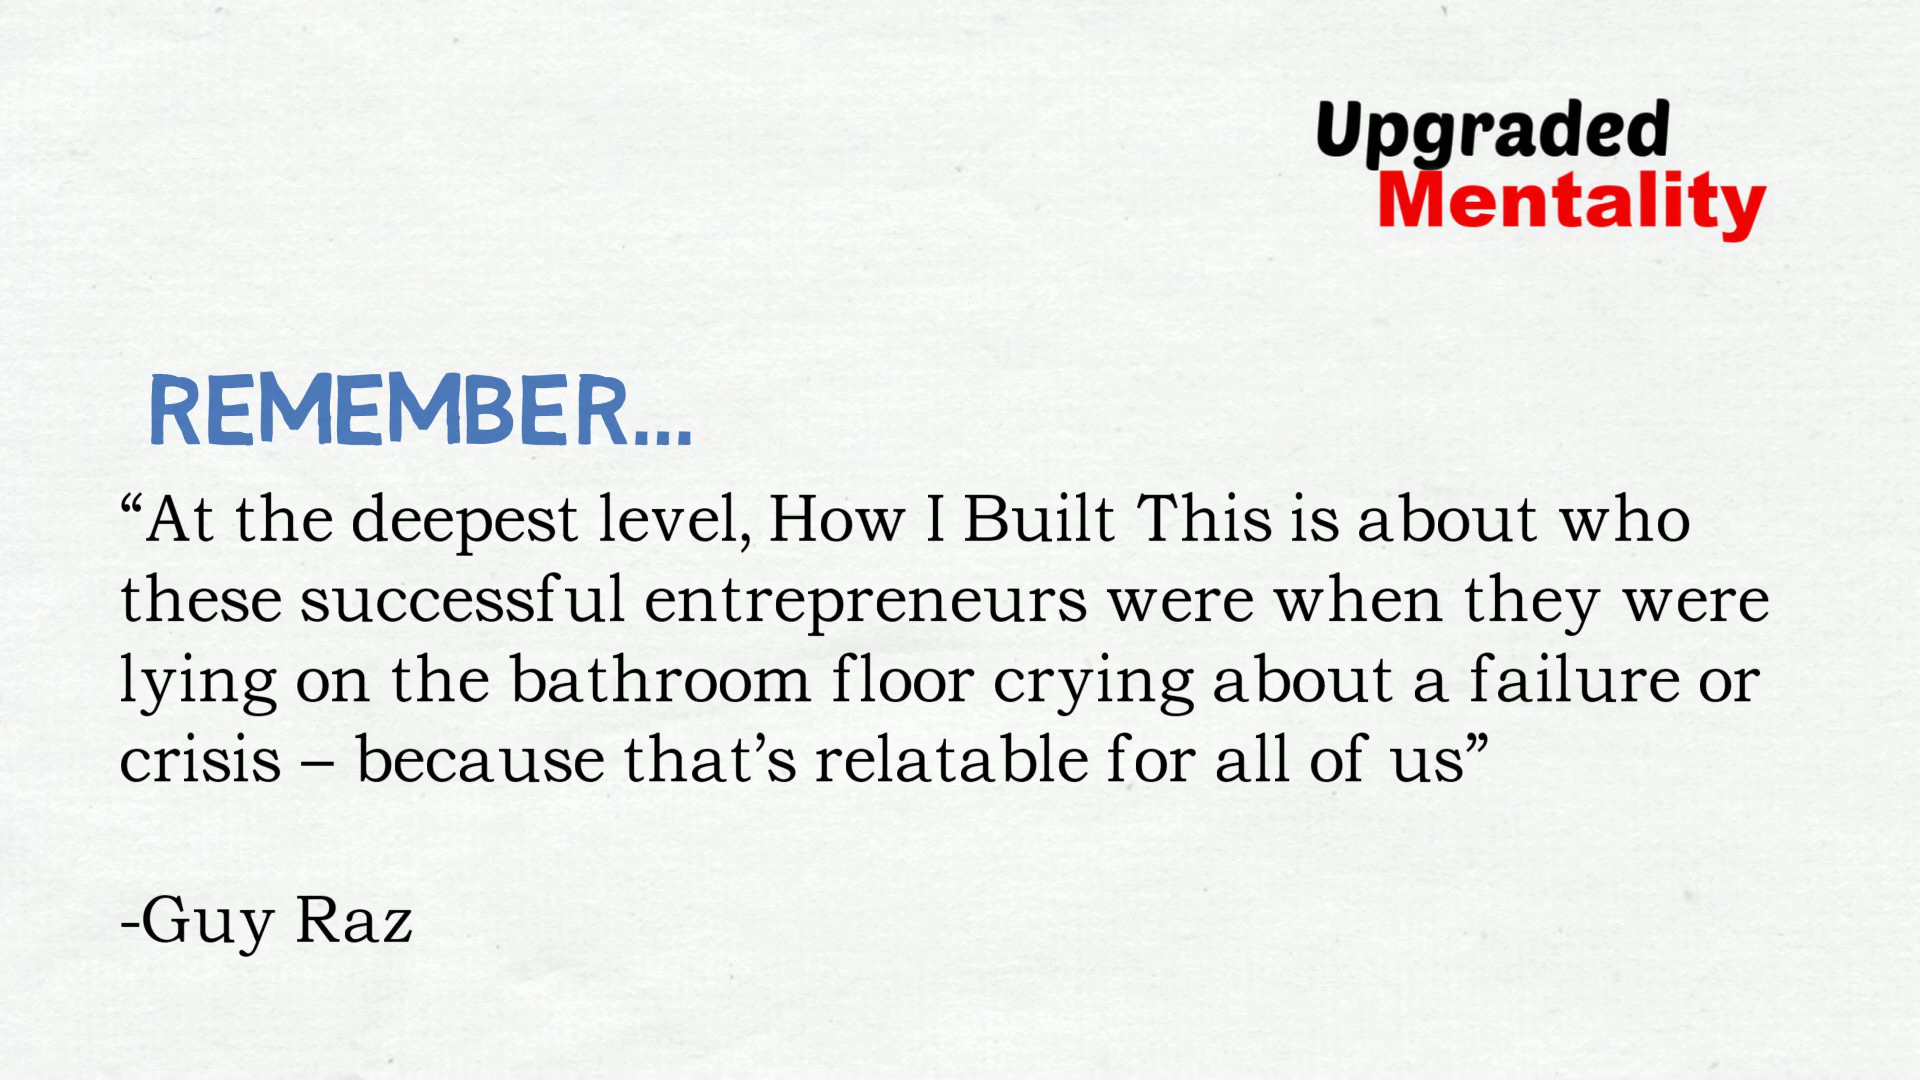 Upgraded
Mentality
REMEMBER...
“At the deepest level, How I Built This is about who
these successful entrepreneurs were when they were
lying on the bathroom floor crying about a failure or
crisis – because that’s relatable for all of us”
-Guy Raz